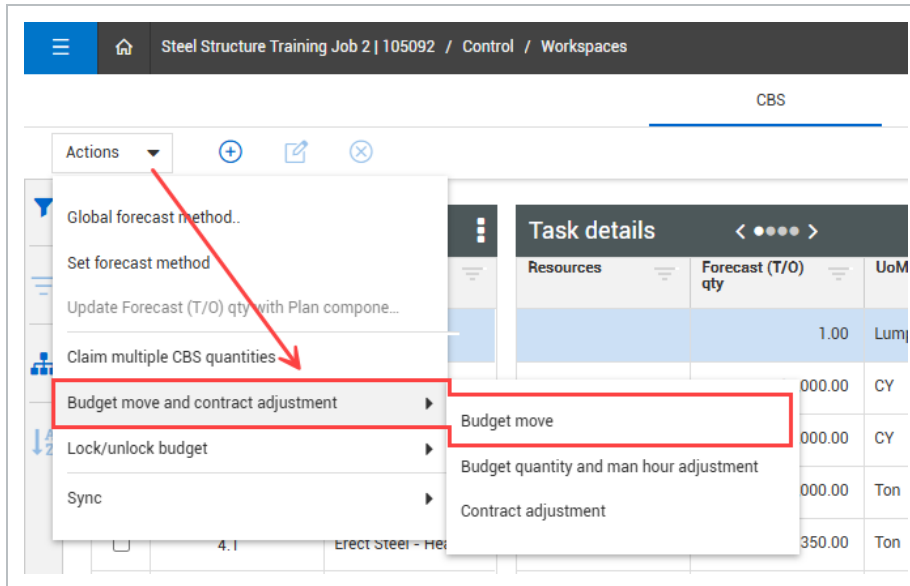 Steel Structure Training Job 2 | 105092 / Control / Workspaces
CBS
Actions
Global forecast method..
Set forecast method
Update Forecast (T/O) qty with Plan compone...
Claim multiple CBS quantities
Budget move and contract adjustment
Lock/unlock budget
Sync
Budget move
Budget quantity and man hour adjustment
Contract adjustment
Task details
Resources
Forecast (T/O)
qty
UoM
1.00
000.00 CY
000.00 CY
000.00 Ton
4.1 Erect Steel - 350.00 Ton